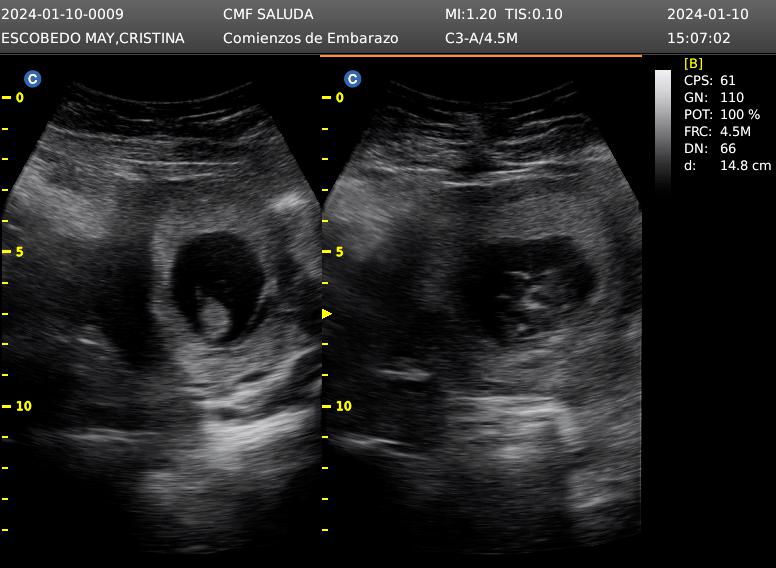 2024-01-10-0009 CMF SALUDA MI:1.20 TIS:0.10 2024-01-10
ESCOBEDO MAY,CRISTINA Comienzos de Embarazo C3-A/4.5M 15:07:02
C C
0 0
5 5
10 10
[B]
CPS: 61
GN: 110
POT: 100 %
FRC: 4.5M
DN: 66
d: 14.8 cm